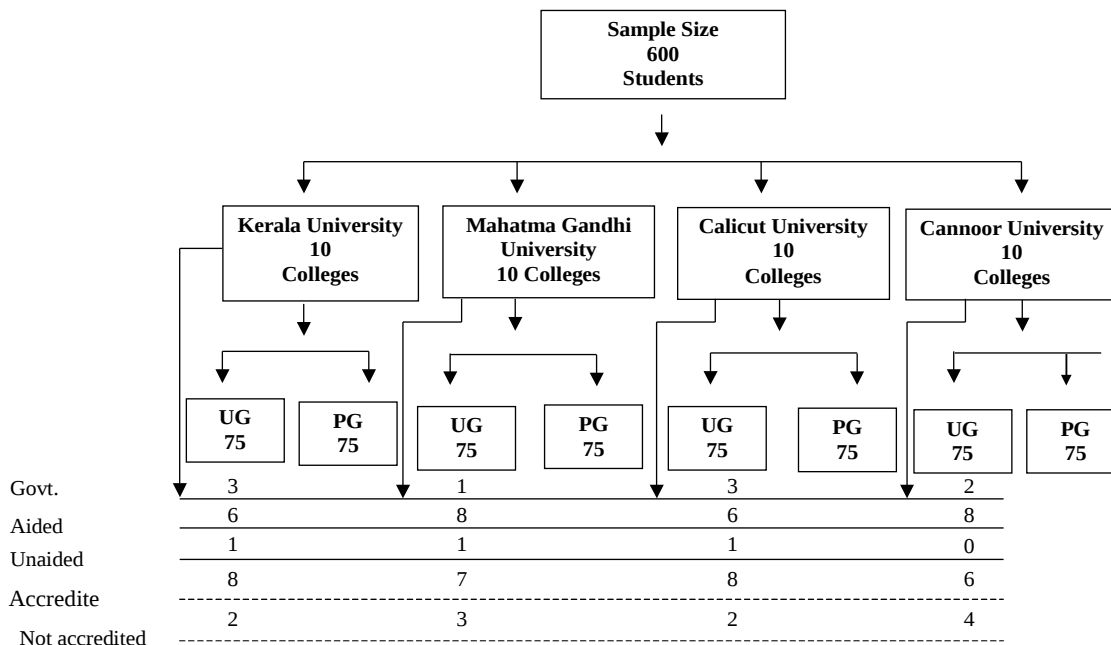 Sample Size
600
Students
Kerala University
10
Colleges
Mahatma Gandhi
University
10 Colleges
Calicut University
10
Colleges
Cannoor University
10
Colleges
UG
75
PG
75
UG
75
PG
75
UG
75
PG
75
UG
75
PG
75
Govt. 3 1 3 2
Aided 6 8 6 8
Unaided 1 1 1 0
Accredite 8 7 8 6
Not accredited 2 3 2 4